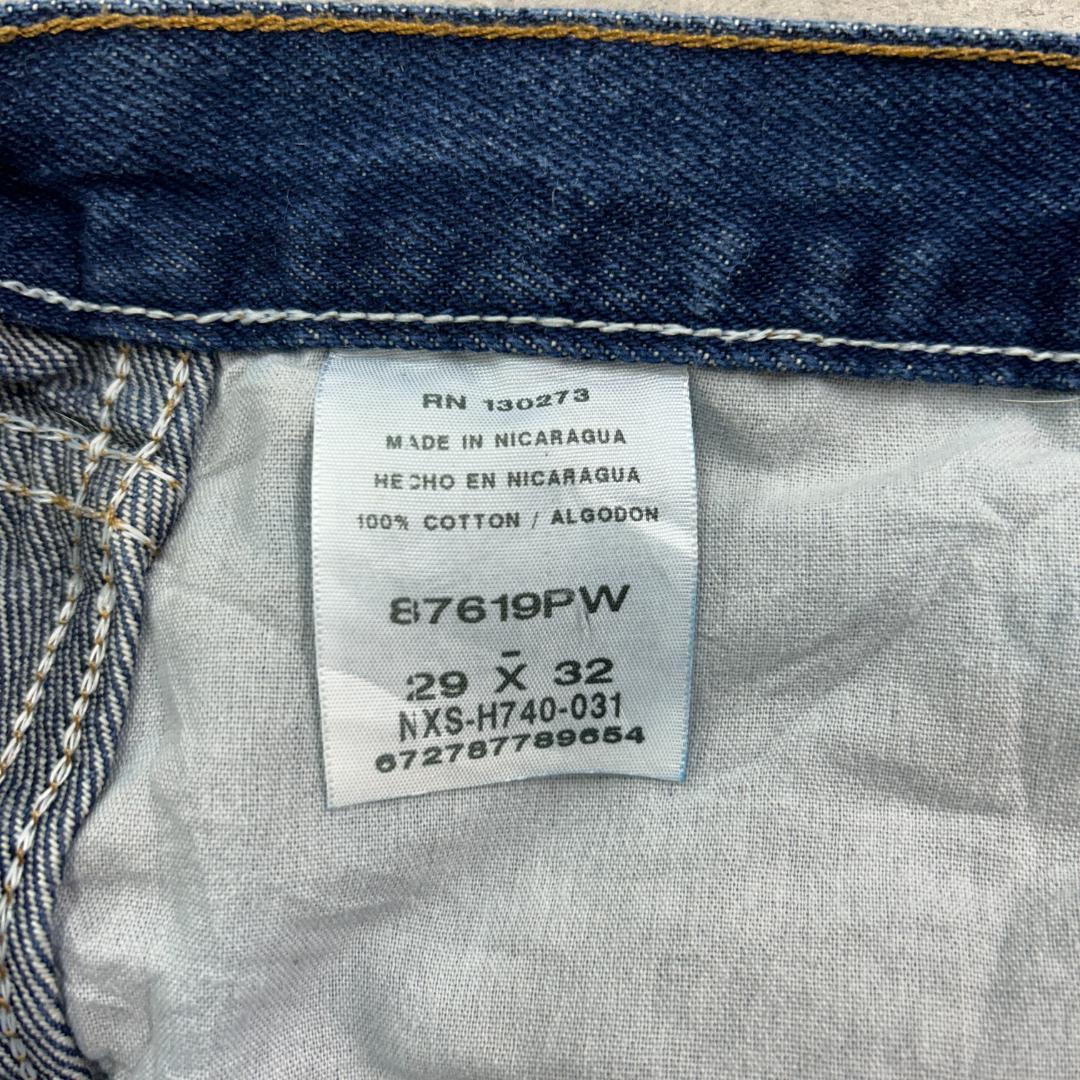 RN 130273
MADE IN NICARAGUA
HECHO EN NICARAGUA
100% COTTON / ALGODON
87619PW
29 X 32
NXS-H740-031
672787789654